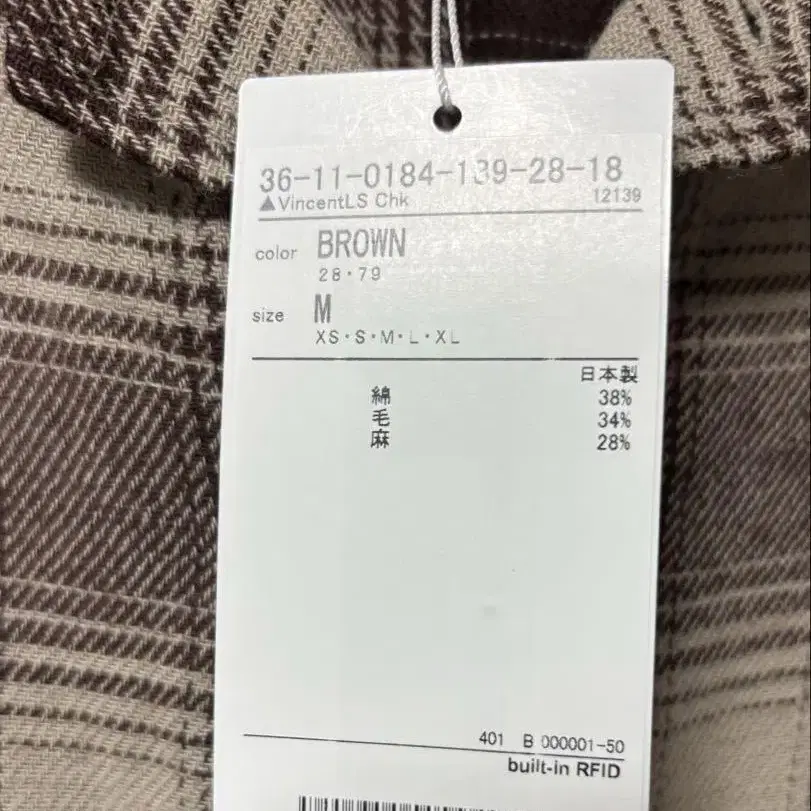 36-11-0184-139-28-18
▲VincentLS Chk 12139
color BROWN
28・79
size M
XS・S・M・L・XL
日本製
綿 38%
毛 34%
麻 28%
401 B 000001-50
built-in RFID